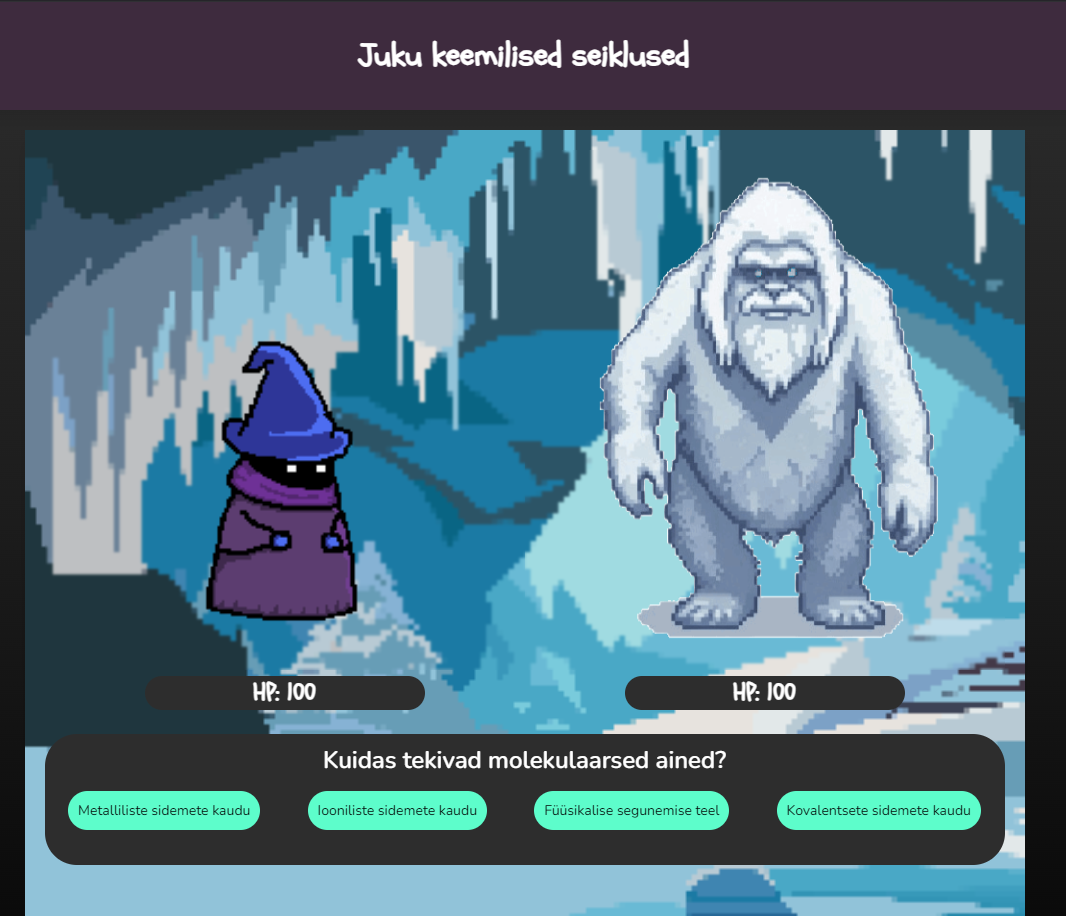 Juku keemilised seiklused
HP: 100
HP: 100
Kuidas tekivad molekulaarsed ained?
Metalliliste sidemete kaudu
Iooniliste sidemete kaudu
Füüsikalise segunemise teel
Kovalentsete sidemete kaudu